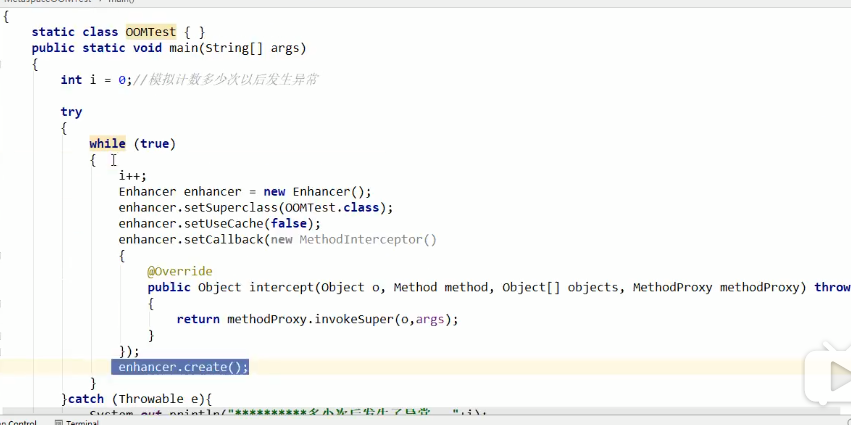 MetaspaceOOMTest main()
{
static class OOMTest { }
public static void main(String[] args)
{
int i = 0;//模拟计数多少次以后发生异常
try
{
while (true)
{
i++;
Enhancer enhancer = new Enhancer();
enhancer.setSuperclass(OOMTest.class);
enhancer.setUseCache(false);
enhancer.setCallback(new MethodInterceptor()
{
@Override
public Object intercept(Object o, Method method, Object[] objects, MethodProxy methodProxy) throw
{
return methodProxy.invokeSuper(o,args);
}
});
enhancer.create();
}
}catch (Throwable e){
System.out.println("**********多少次后发生了异常: "+i);
Control Terminal